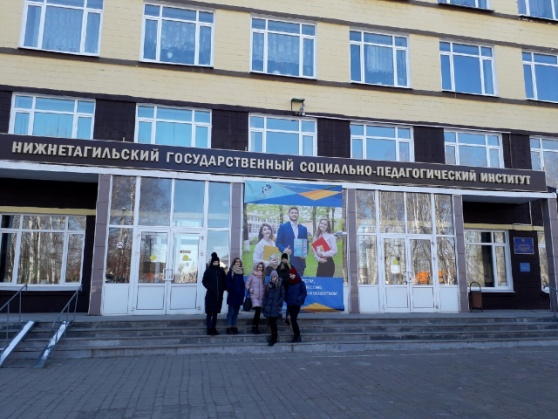 НИЖНЕТАГИЛЬСКИЙ ГОСУДАРСТВЕННЫЙ СОЦИАЛЬНО-ПЕДАГОГИЧЕСКИЙ ИНСТИТУТ